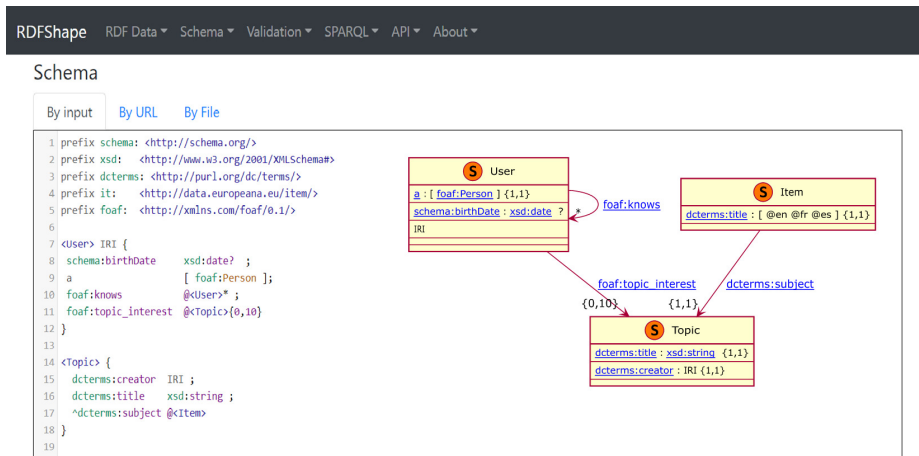 RDFShape RDF Data Schema Validation SPARQL API About
Schema
By input By URL By File
1 prefix schema: <http://schema.org/>
2 prefix xsd: <http://www.w3.org/2001/XMLSchema#>
3 prefix dcterms: <http://purl.org/dc/terms/>
4 prefix it: <http://data.europeana.eu/item/>
5 prefix foaf: <http://xmlns.com/foaf/0.1/>
6
7 <User> IRI {
8 schema:birthDate xsd:date? ;
9 a [ foaf:Person ];
10 foaf:knows @<User>* ;
11 foaf:topic_interest @<Topic>{0,10}
12 }
13
14 <Topic> {
15 dcterms:creator IRI ;
16 dcterms:title xsd:string ;
17 ^dcterms:subject @<Item>
18 }
19
S User
a : [ foaf:Person ] {1,1}
schema:birthDate : xsd:date ?
IRI
*
foaf:knows
S Item
dcterms:title : [ @en @fr @es ] {1,1}
foaf:topic_interest
{0,10}
dcterms:subject
{1,1}
S Topic
dcterms:title : xsd:string {1,1}
dcterms:creator : IRI {1,1}